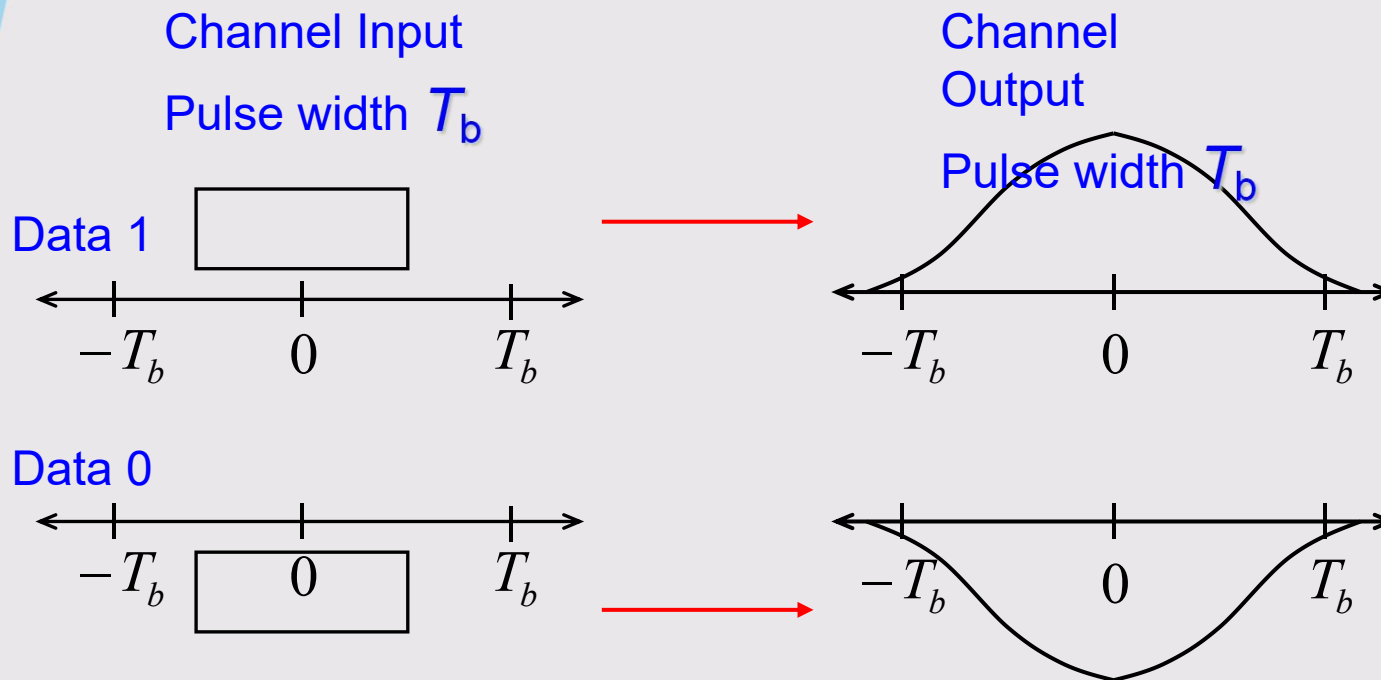 Channel Input
Pulse width Tb
Channel
Output
Pulse width Tb
Data 1
−Tb 0 Tb
−Tb 0 Tb
Data 0
−Tb 0 Tb
−Tb 0 Tb